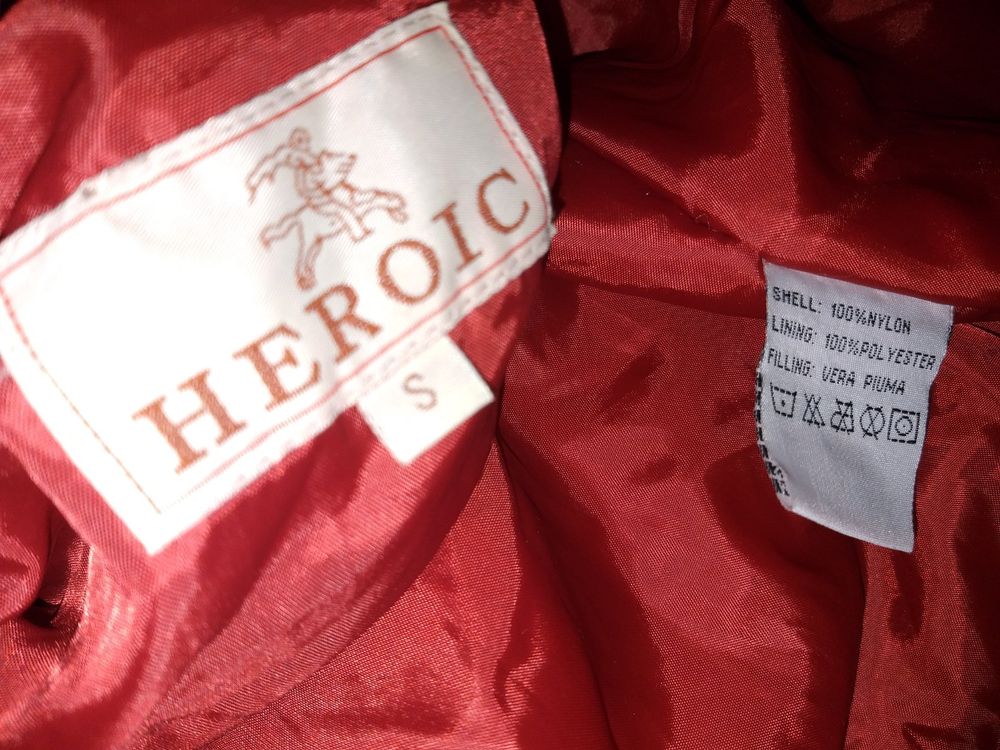 HEROIC
S
SHELL: 100%NYLON
LINING: 100%POLYESTER
FILLING: VERA PIUMA